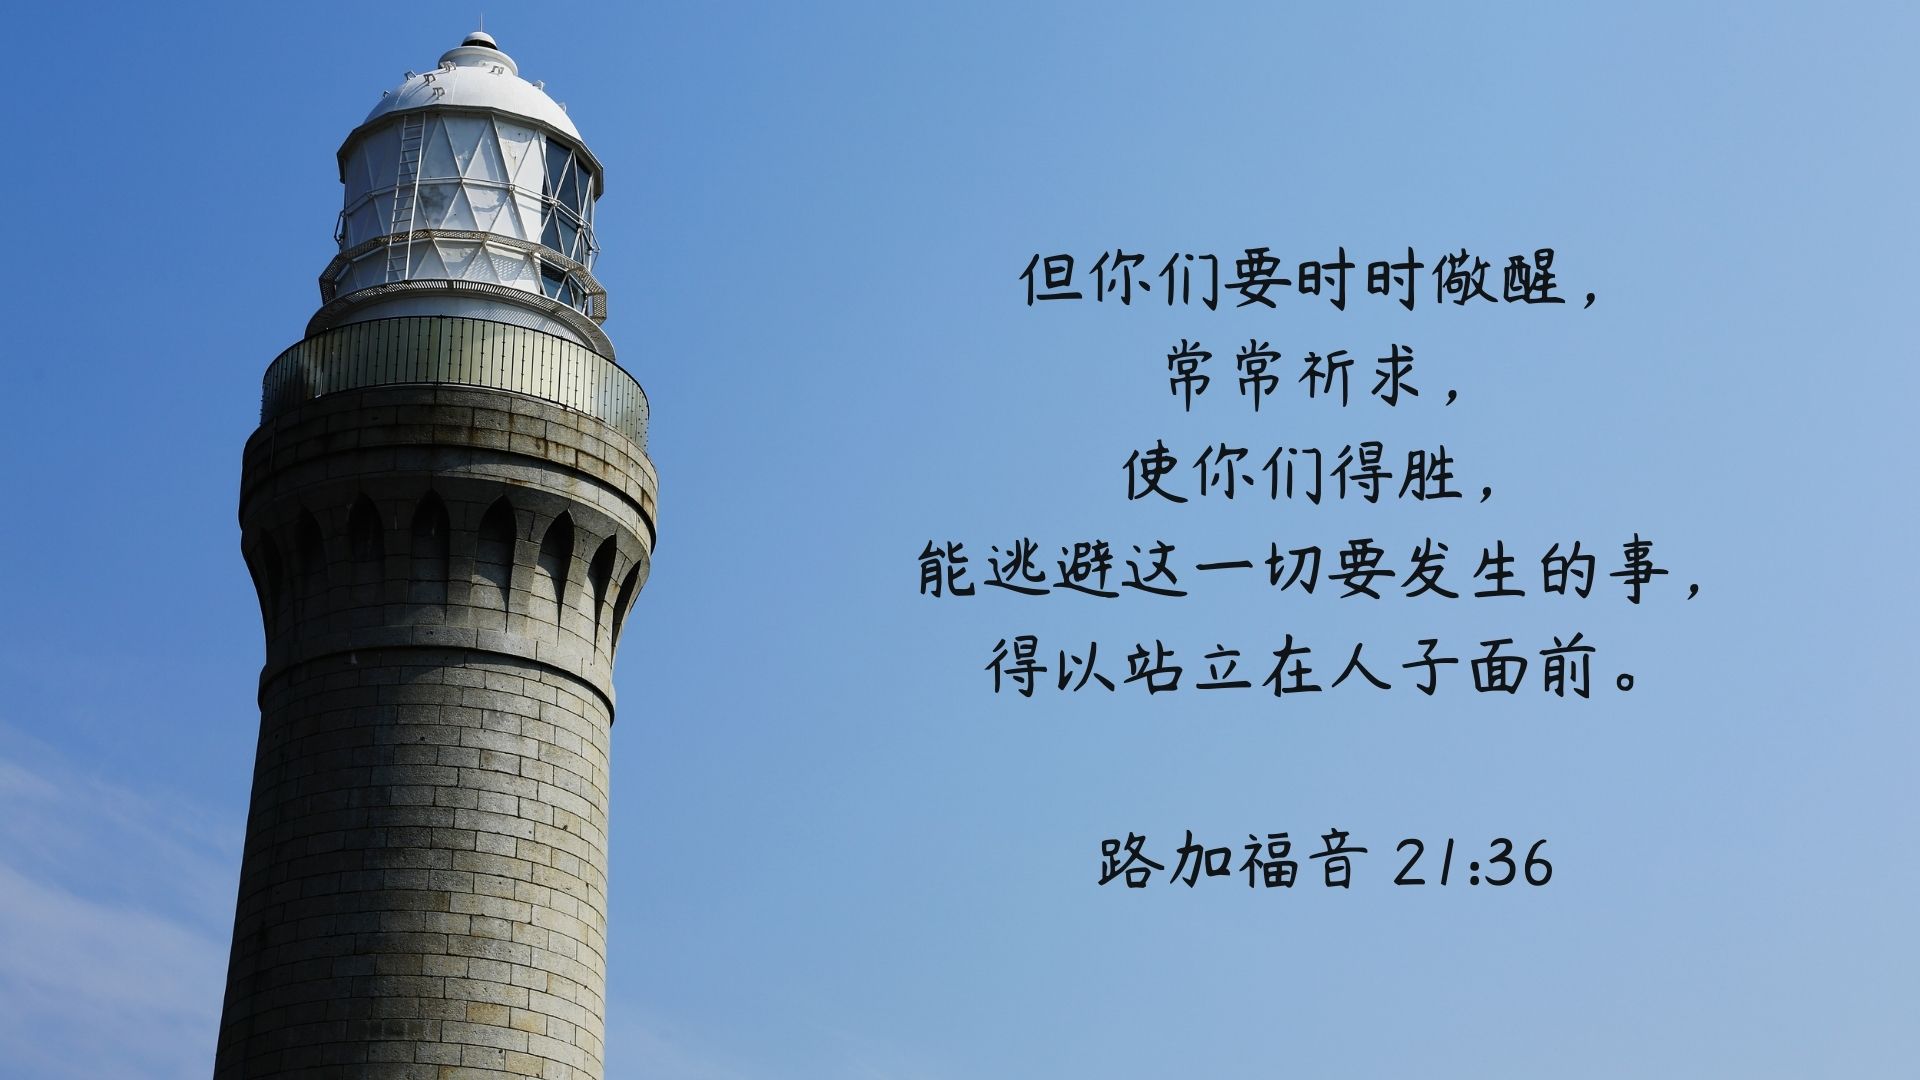 但你们要时时儆醒，
常常祈求，
使你们得胜，
能逃避这一切要发生的事，
得以站立在人子面前。
路加福音 21:36